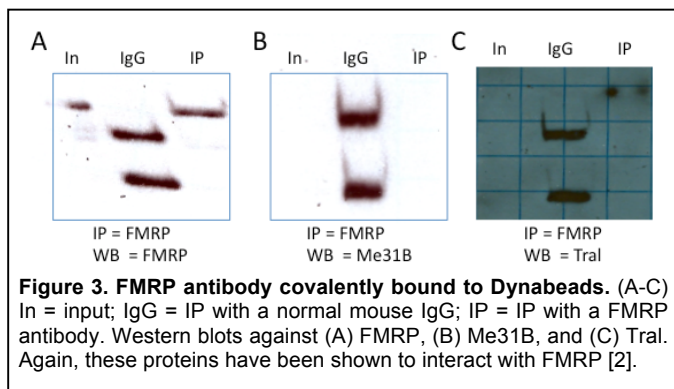 A B C
In IgG IP In IgG IP In IgG IP
IP = FMRP IP = FMRP IP = FMRP
WB = FMRP WB = Me31B WB = Tral
Figure 3. FMRP antibody covalently bound to Dynabeads. (A-C)
In = input; IgG = IP with a normal mouse IgG; IP = IP with a FMRP
antibody. Western blots against (A) FMRP, (B) Me31B, and (C) Tral.
Again, these proteins have been shown to interact with FMRP [2].